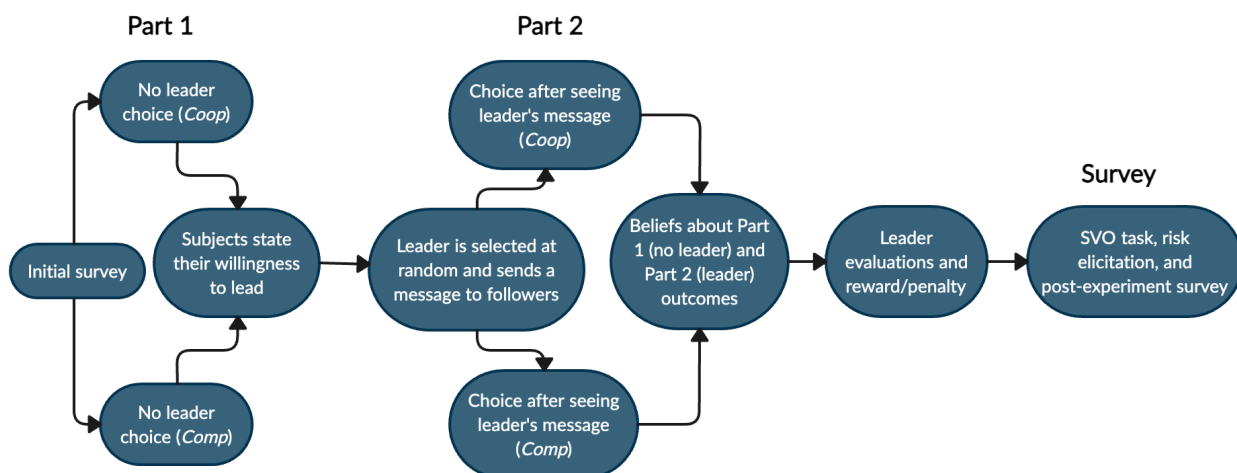 Part 1
Part 2
Survey
Initial survey
No leader
choice (Coop)
No leader
choice (Comp)
Subjects state
their willingness
to lead
Leader is selected at
random and sends a
message to followers
Choice after seeing
leader's message
(Coop)
Choice after seeing
leader's message
(Comp)
Beliefs about Part
1 (no leader) and
Part 2 (leader)
outcomes
Leader
evaluations and
reward/penalty
SVO task, risk
elicitation, and
post-experiment survey